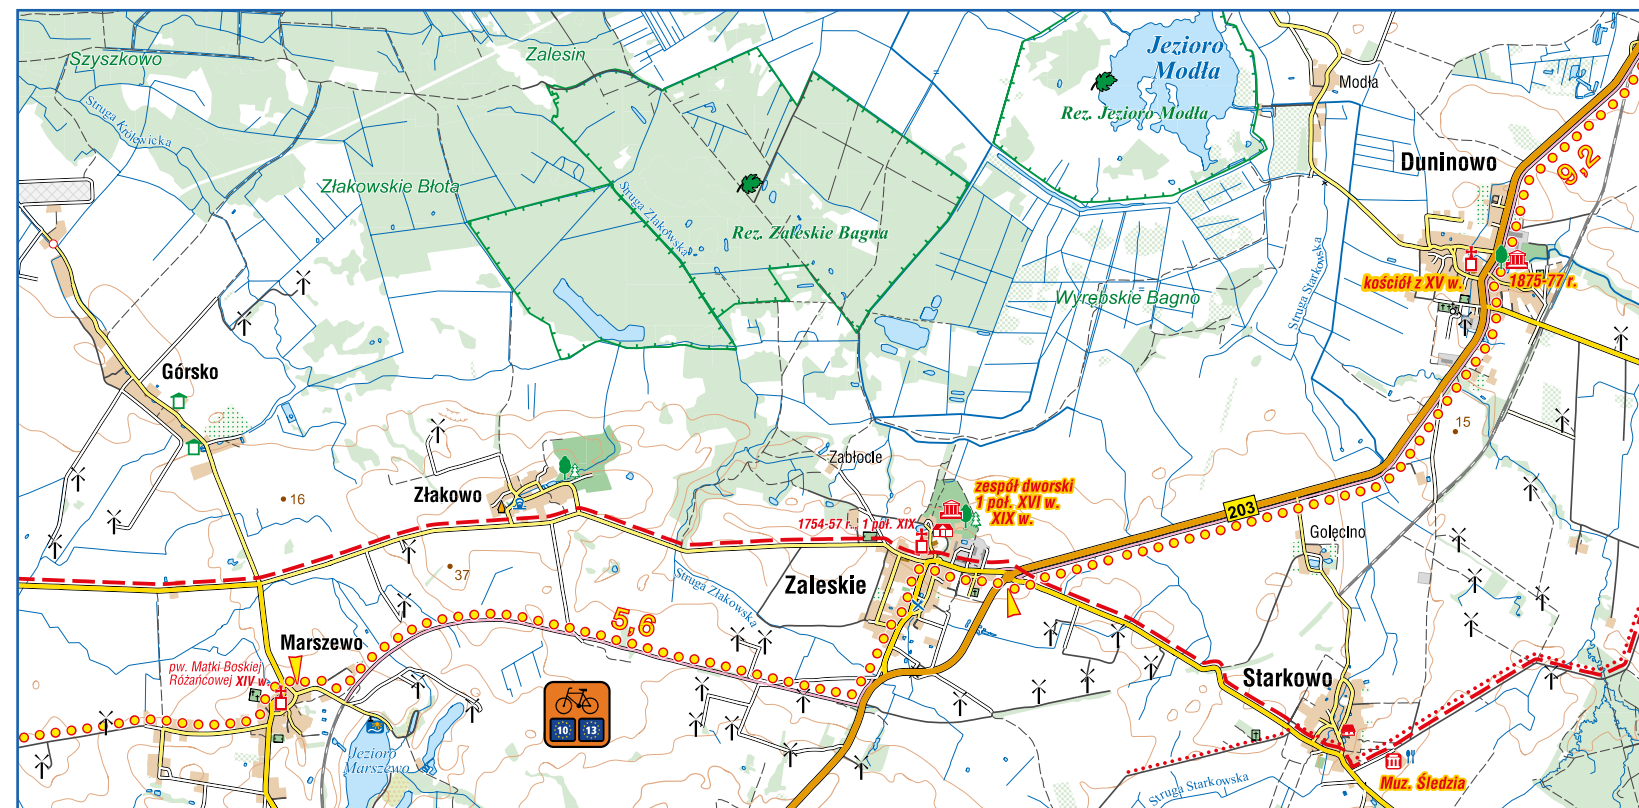 Szyszkowo
Zalesin
Jezioro
Modła
Rez. Jezioro Modła
Modła
Struga Królewicka
Złakowskie Błota
Struga Złakowska
Rez. Zaleskie Bagna
Duninowo
9,2
Struga Starkowska
kościół z XV w.
1875-77 r.
Wyrębskie Bagno
Górsko
15
Złakowo
16
Zabłocie
zespół dworski
1 poł. XVI w.
XIX w.
1754-57 r., 1 poł. XIX
203
Golęcino
37
Zaleskie
Struga Złakowska
5,6
Marszewo
pw. Matki Boskiej
Różańcowej XIV w.
Starkowo
10
13
Jezioro
Marszewo
Struga Starkowska
Muz. Śledzia